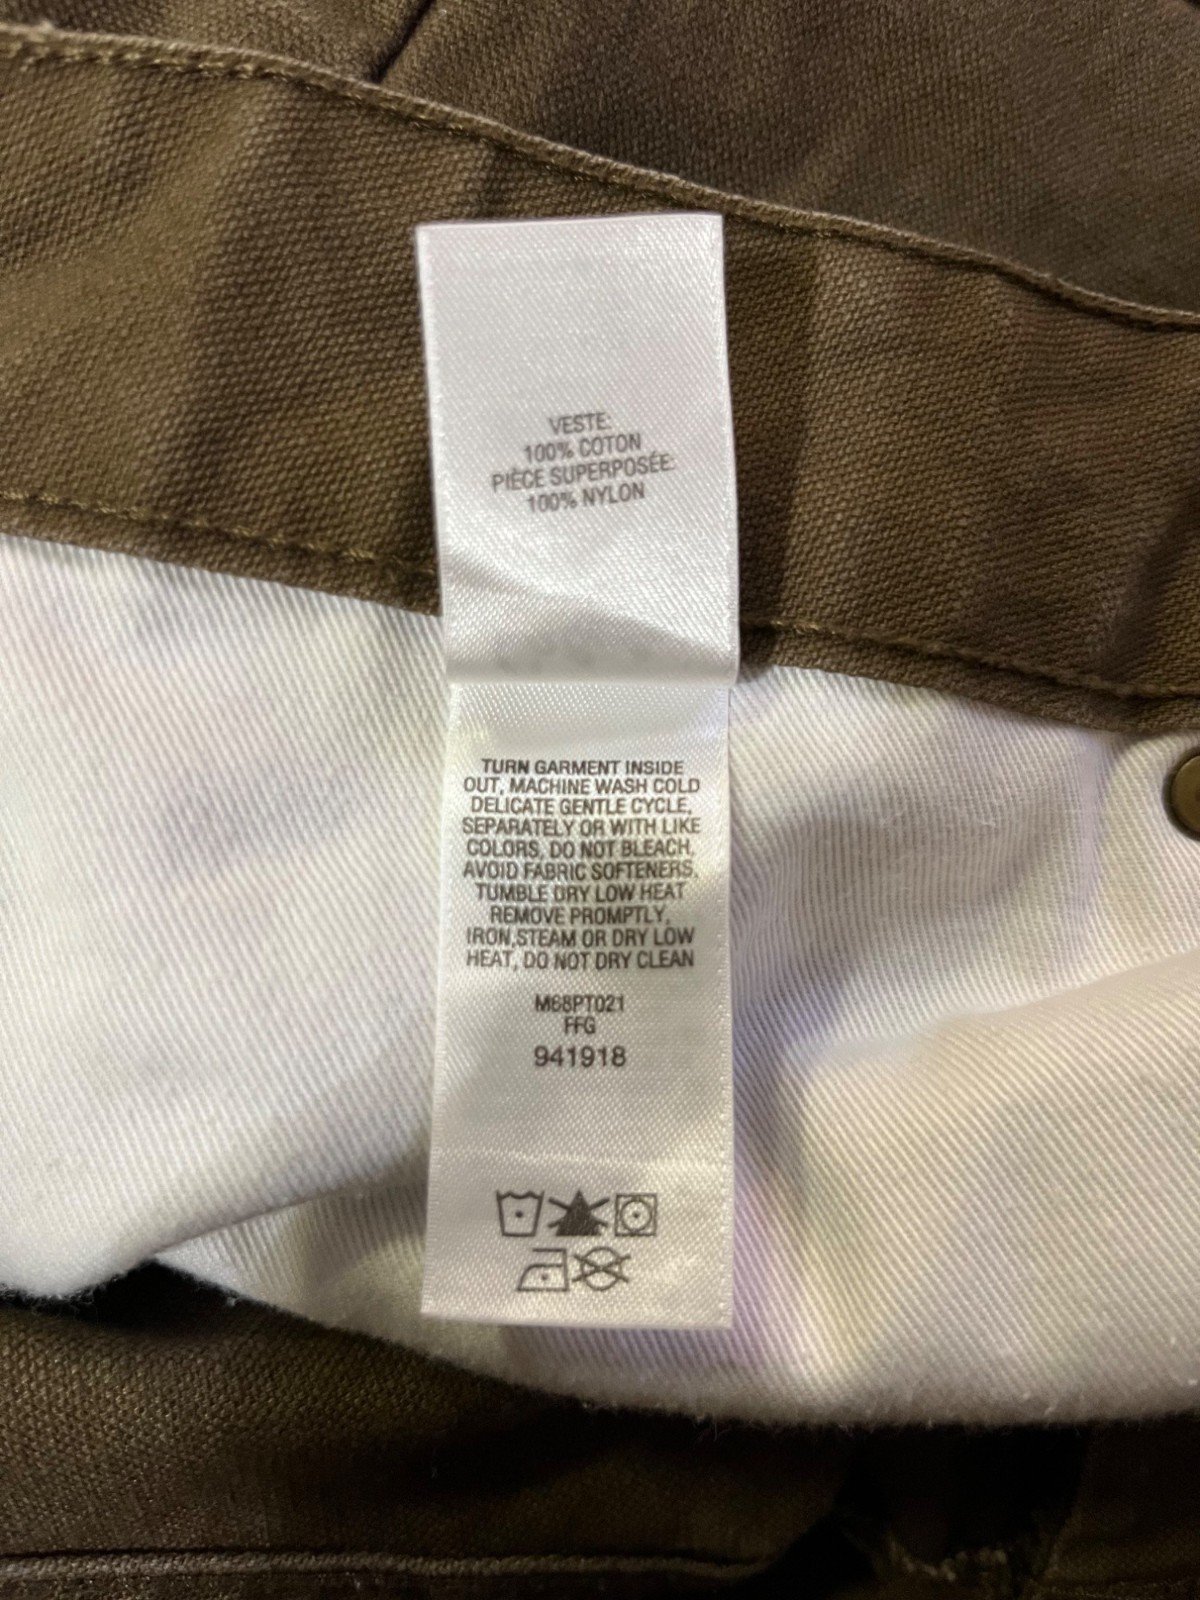 VESTE:
100% COTON
PIÈCE SUPERPOSÉE:
100% NYLON
TURN GARMENT INSIDE
OUT, MACHINE WASH COLD
DELICATE GENTLE CYCLE,
SEPARATELY OR WITH LIKE
COLORS, DO NOT BLEACH,
AVOID FABRIC SOFTENERS,
TUMBLE DRY LOW HEAT
REMOVE PROMPTLY,
IRON,STEAM OR DRY LOW
HEAT, DO NOT DRY CLEAN
M68PT021
FFG
941918